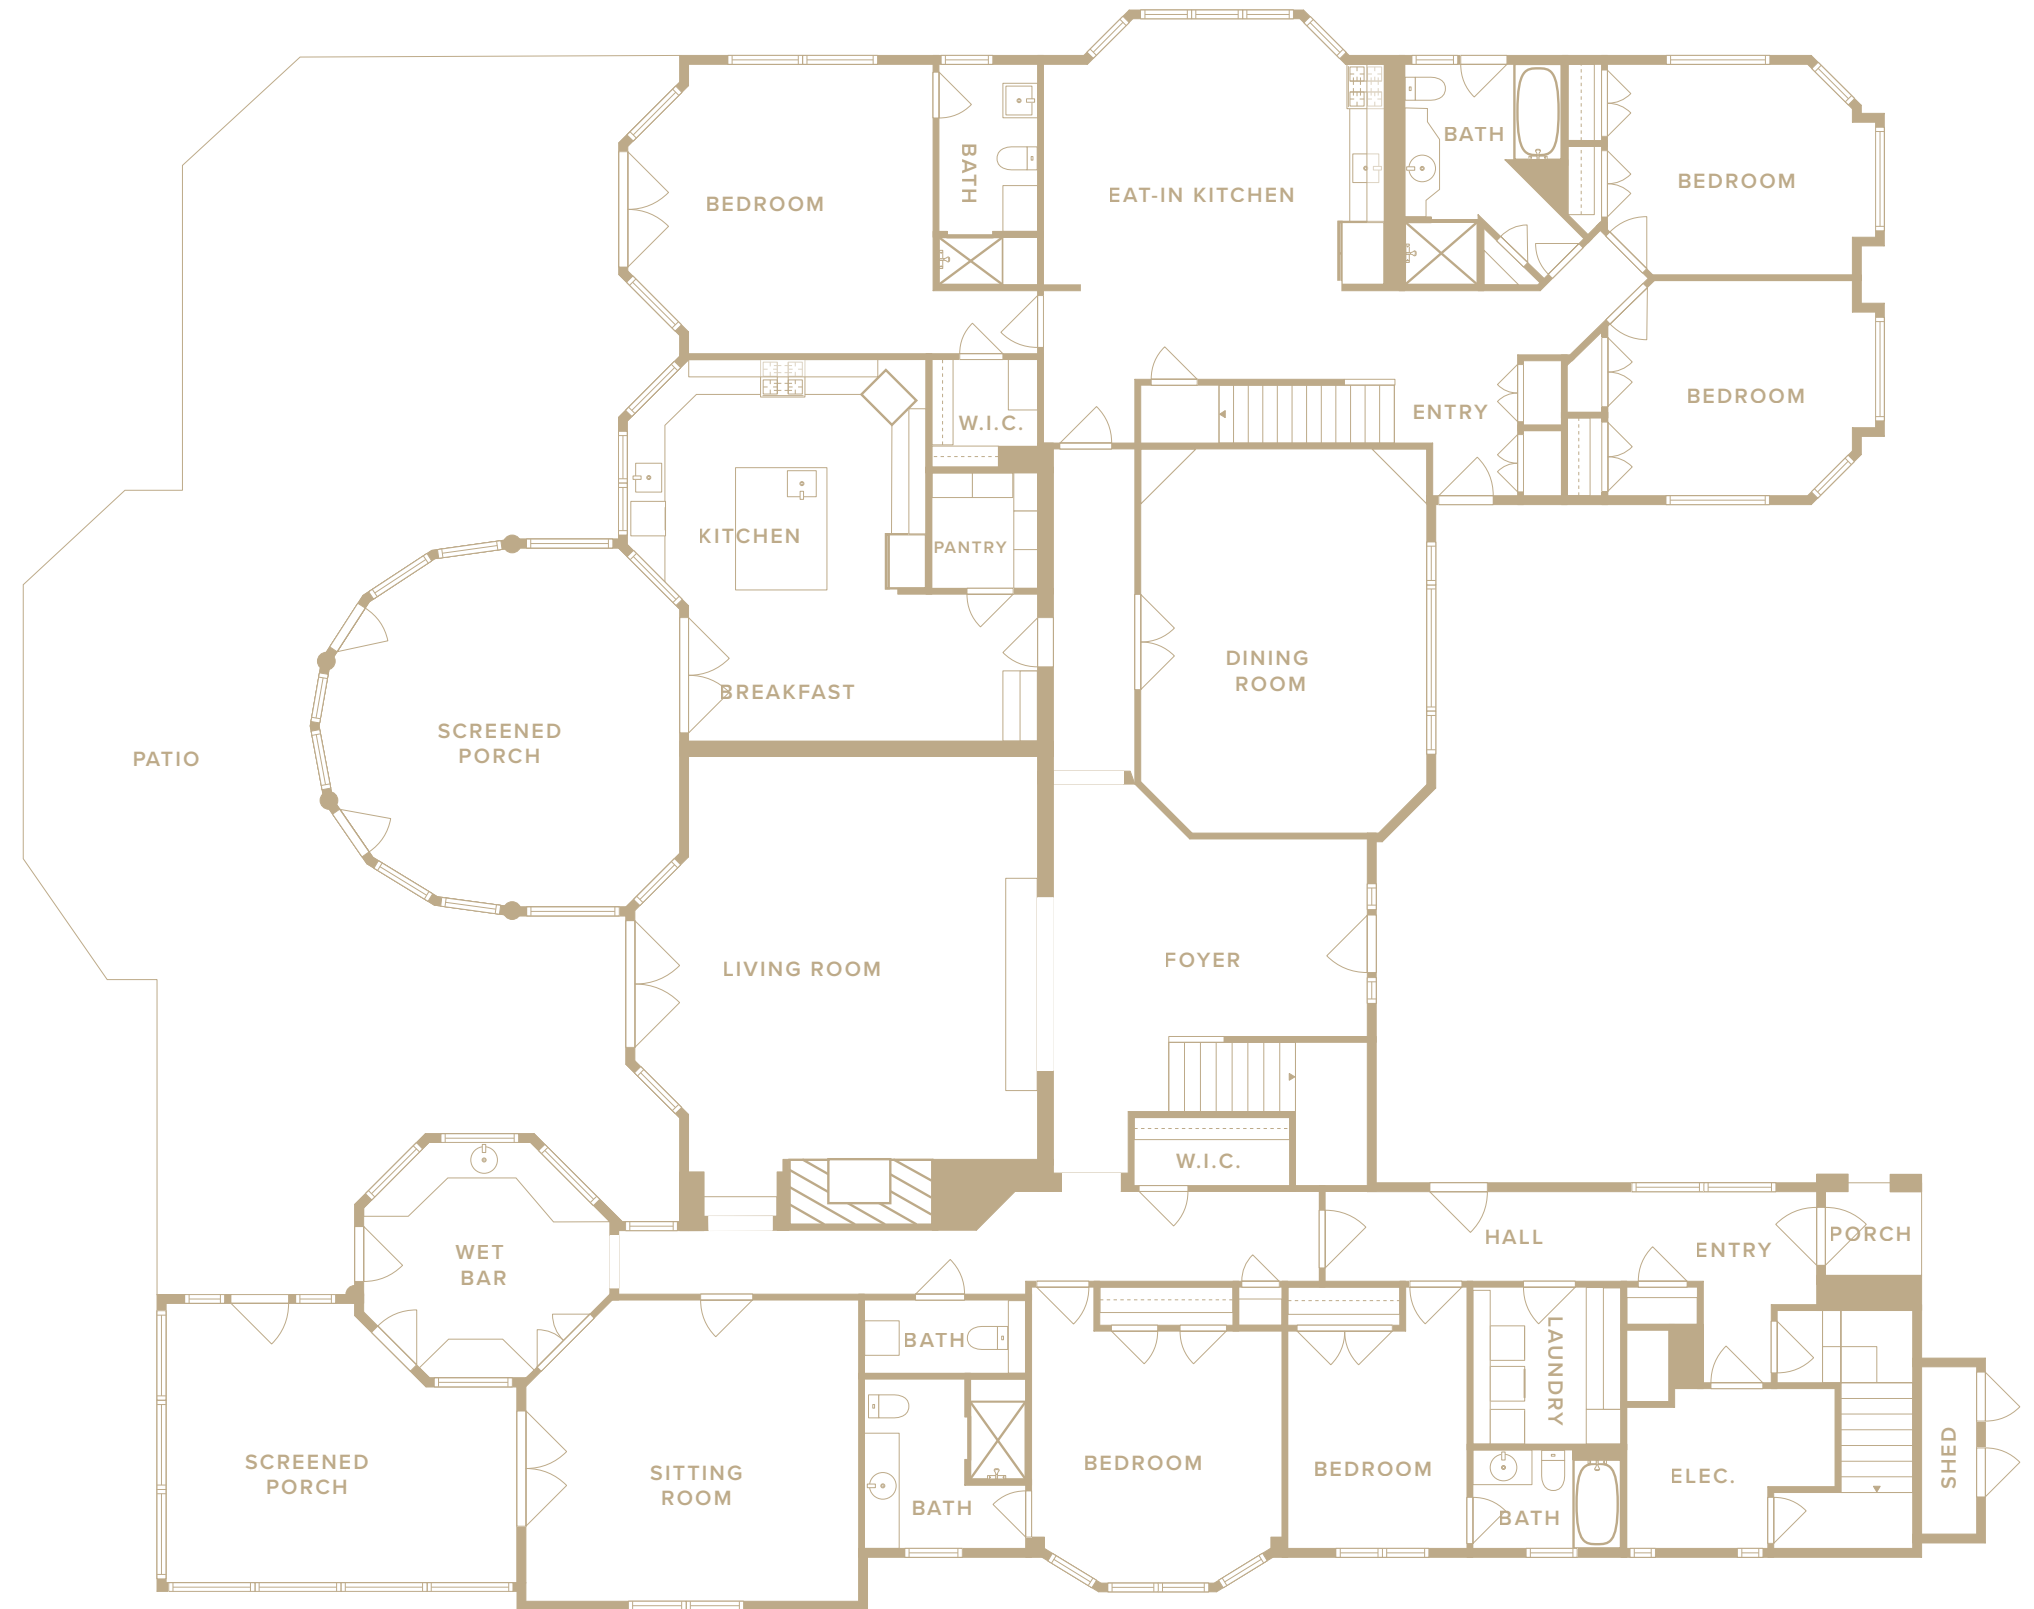 BATH
BATH
BEDROOM
EAT-IN KITCHEN
BEDROOM
BEDROOM
BEDROOM
ENTRY
W.I.C.
KITCHEN
PANTRY
DINING
ROOM
BREAKFAST
SCREENED
PORCH
PATIO
FOYER
LIVING ROOM
W.I.C.
PORCH
HALL
ENTRY
WET
BAR
BATH
LAUNDRY
SCREENED
PORCH
SITTING
ROOM
BEDROOM
BEDROOM
ELEC.
SHED
BATH
BATH